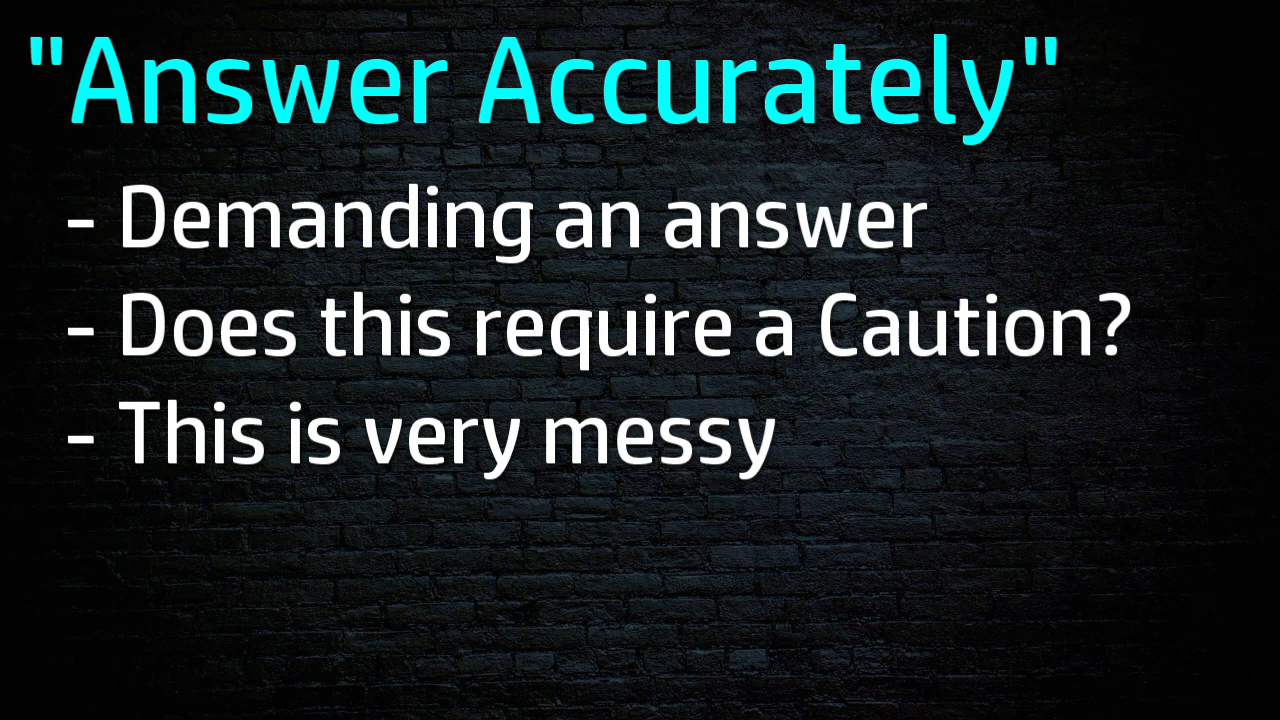 "Answer Accurately"
- Demanding an answer
- Does this require a Caution?
- This is very messy